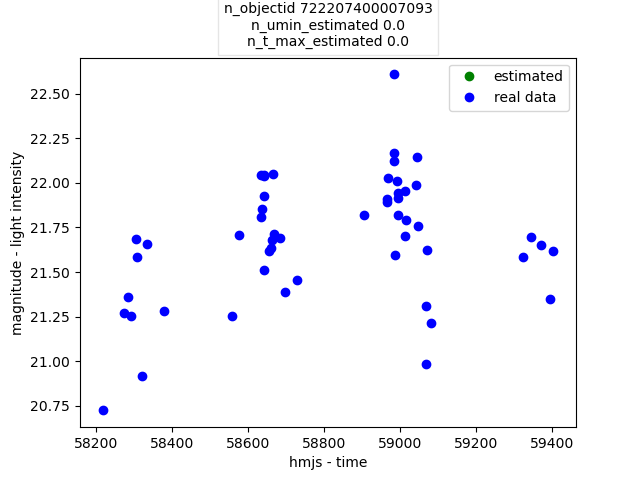 n_objectid 722207400007093
n_umin_estimated 0.0
n_t_max_estimated 0.0
estimated
real data
22.50
22.25
22.00
21.75
21.50
21.25
21.00
20.75
magnitude - light intensity
58200 58400 58600 58800 59000 59200 59400
hmjs - time